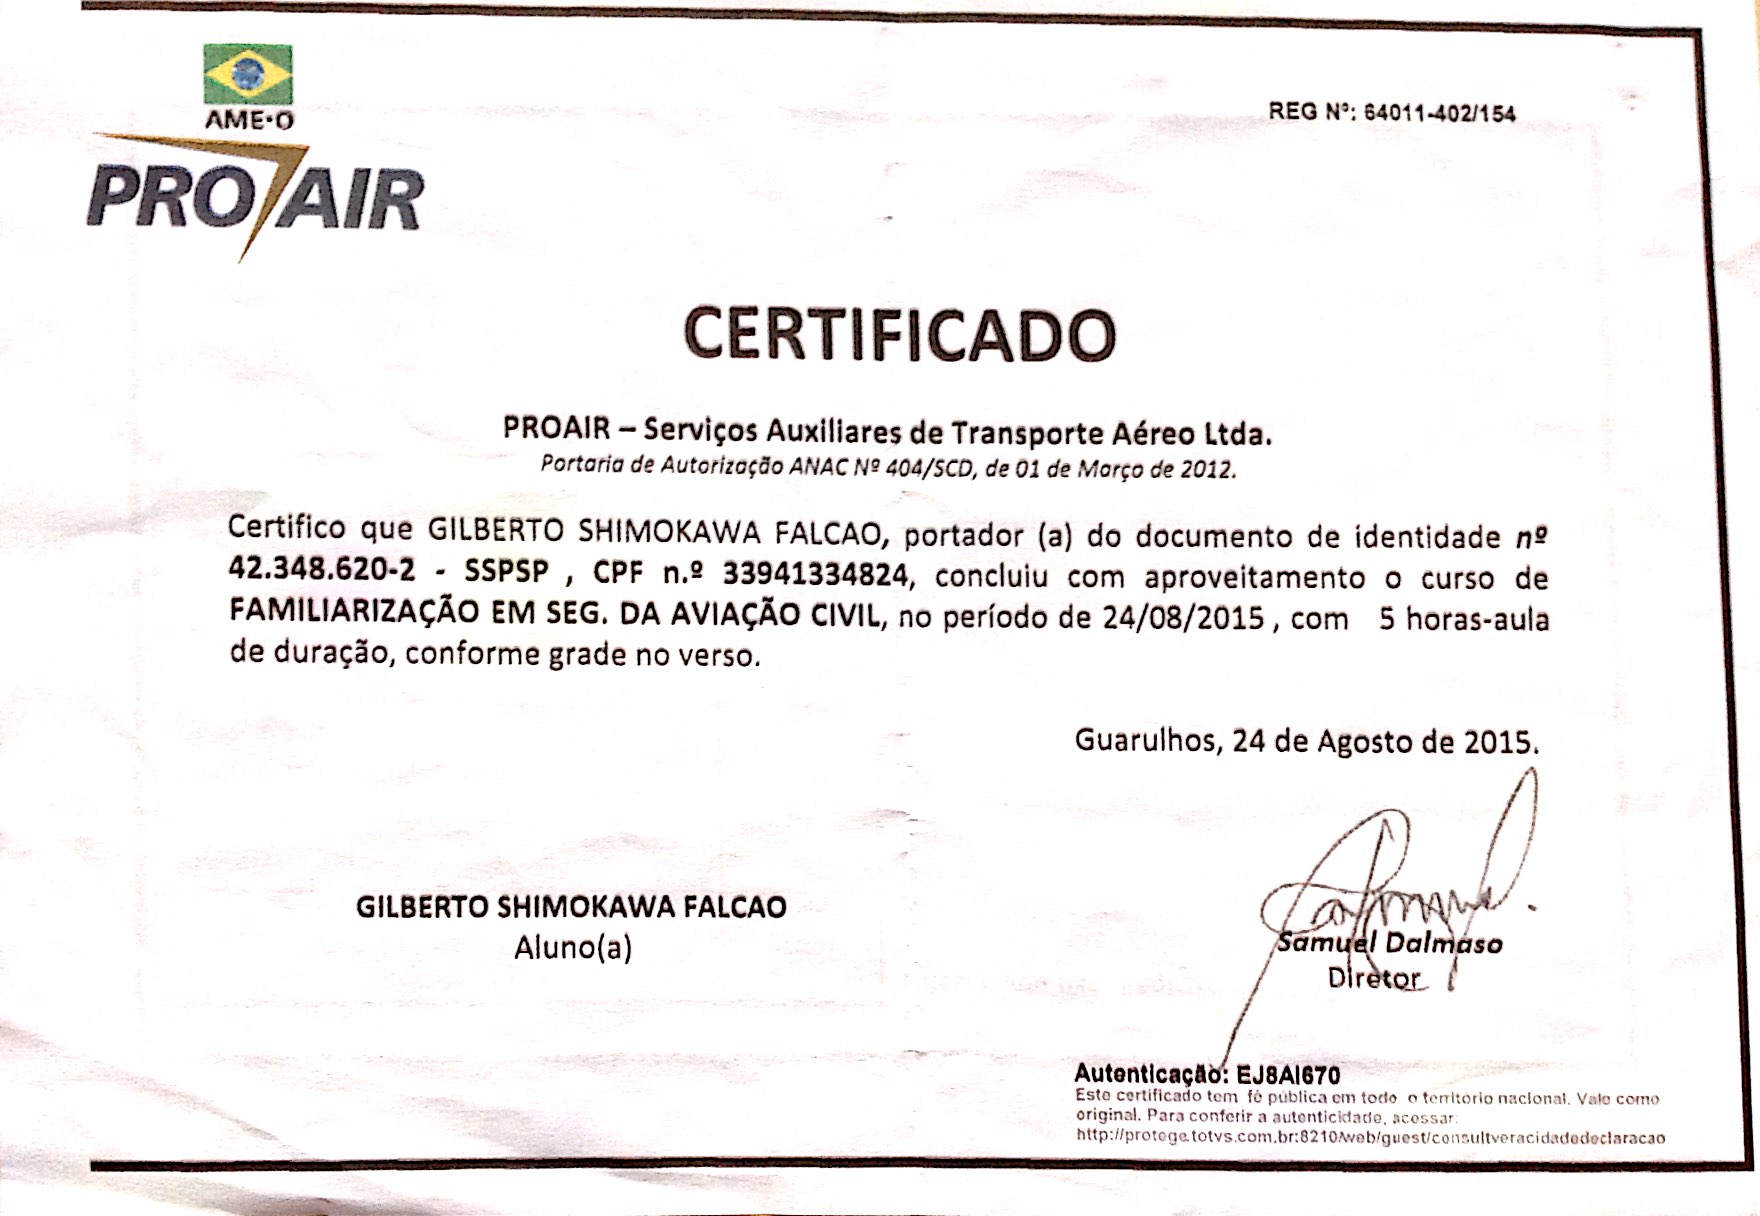 AME·O
REG Nº: 64011-402/154
PROAIR
CERTIFICADO
PROAIR – Serviços Auxiliares de Transporte Aéreo Ltda.
Portaria de Autorização ANAC Nº 404/SCD, de 01 de Março de 2012.
Certifico que GILBERTO SHIMOKAWA FALCAO, portador (a) do documento de identidade nº
42.348.620-2 - SSPSP , CPF n.º 33941334824, concluiu com aproveitamento o curso de
FAMILIARIZAÇÃO EM SEG. DA AVIAÇÃO CIVIL, no período de 24/08/2015 , com 5 horas-aula
de duração, conforme grade no verso.
Guarulhos, 24 de Agosto de 2015.
GILBERTO SHIMOKAWA FALCAO
Aluno(a)
Samuel Dalmaso
Diretor
Autenticação: EJ8AI670
Este certificado tem fé pública em todo o território nacional. Vale como
original. Para conferir a autenticidade, acessar:
http://protege.totvs.com.br:8210/web/guest/consultveracidadedeclaracao